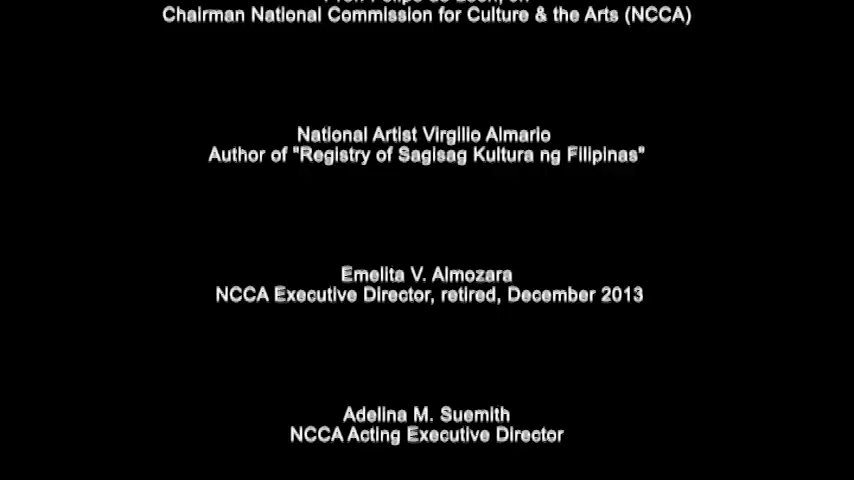 Chairman National Commission for Culture & the Arts (NCCA)
National Artist Virgilio Almario
Author of "Registry of Sagisag Kultura ng Filipinas"
Emelita V. Almozara
NCCA Executive Director, retired, December 2013
Adelina M. Suemith
NCCA Acting Executive Director